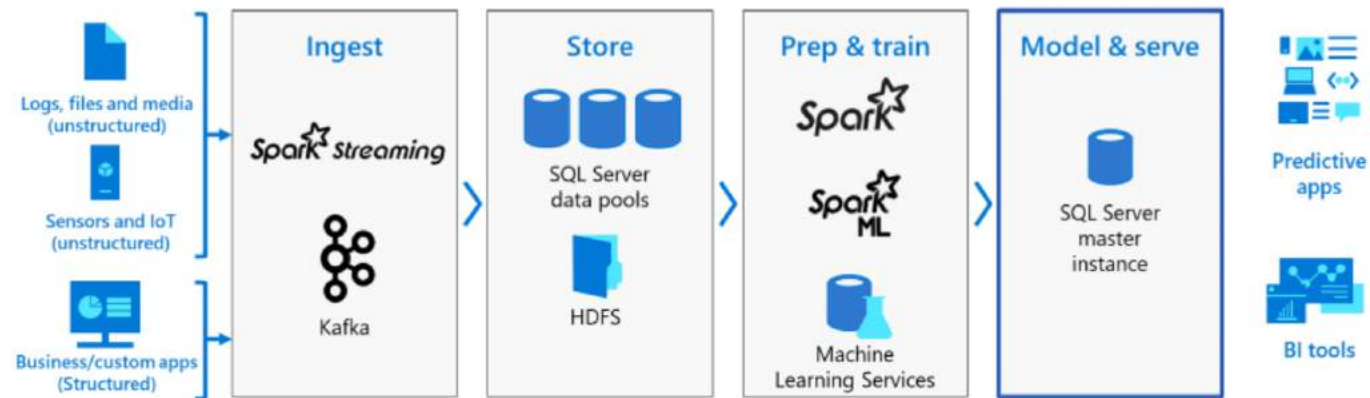 Logs, files and media
(unstructured)
Sensors and IoT
(unstructured)
Business/custom apps
(Structured)
Ingest
Spark Streaming
Kafka
Store
SQL Server
data pools
HDFS
Prep & train
Spark
Spark
ML
Machine
Learning Services
Model & serve
SQL Server
master
instance
Predictive
apps
BI tools